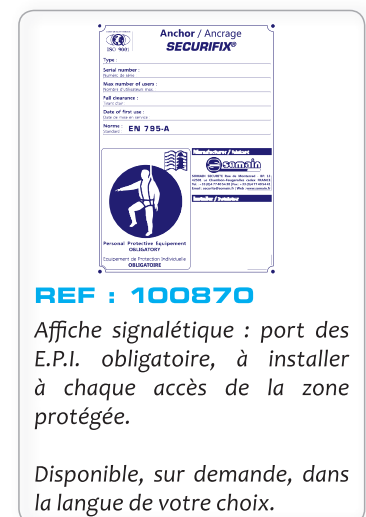 ISO 9001
Anchor / Ancrage
SECURIFIX®
Type :
Serial number :
Numéro de série
Max number of users :
Nombre d'utilisateurs max
Fall clearance :
Tirant d'air
Date of first use :
Date de mise en service
Norme : EN 795-A
Standard
Personal Protective Equipement
OBLIGATORY
Equipement de Protection Individuelle
OBLIGATOIRE
Manufacturer / Fabricant
somain
Installer / Installateur
REF : 100870
Affiche signalétique : port des
E.P.I. obligatoire, à installer
à chaque accès de la zone
protégée.
Disponible, sur demande, dans
la langue de votre choix.